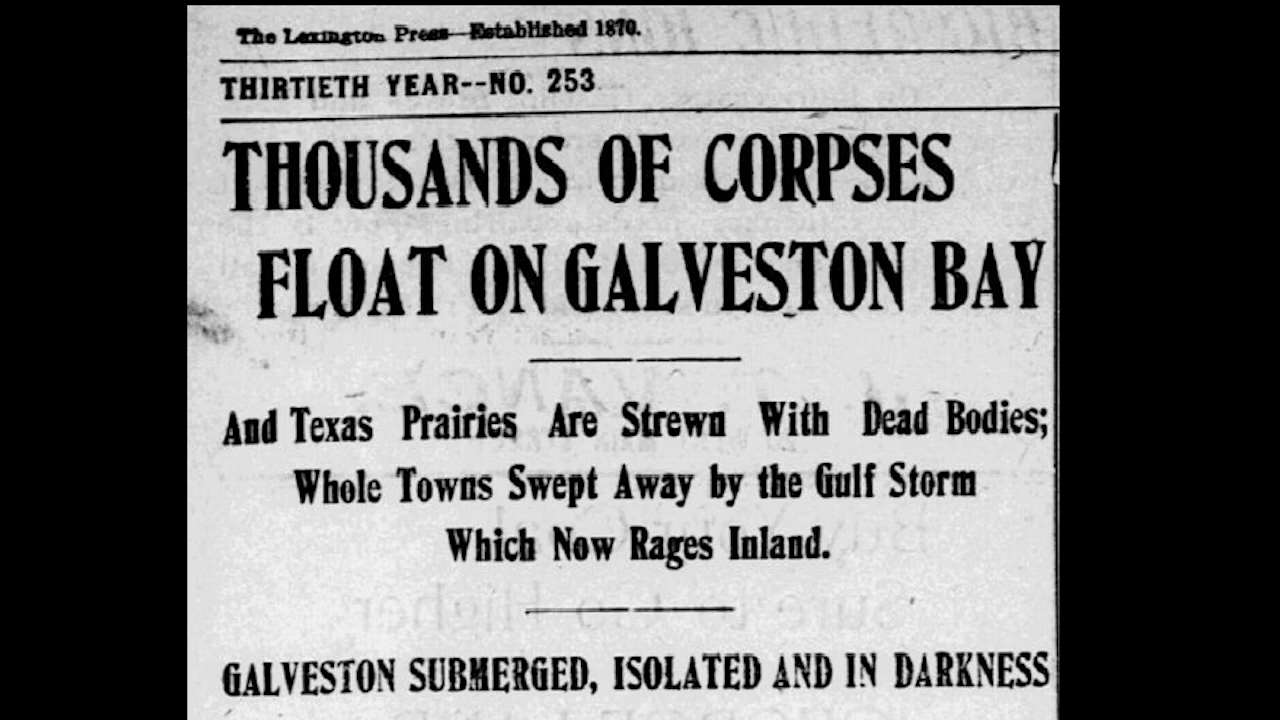 The Lexington Press—Established 1870.
THIRTIETH YEAR--NO. 253
THOUSANDS OF CORPSES
FLOAT ON GALVESTON BAY
And Texas Prairies Are Strewn With Dead Bodies;
Whole Towns Swept Away by the Gulf Storm
Which Now Rages Inland.
GALVESTON SUBMERGED, ISOLATED AND IN DARKNESS